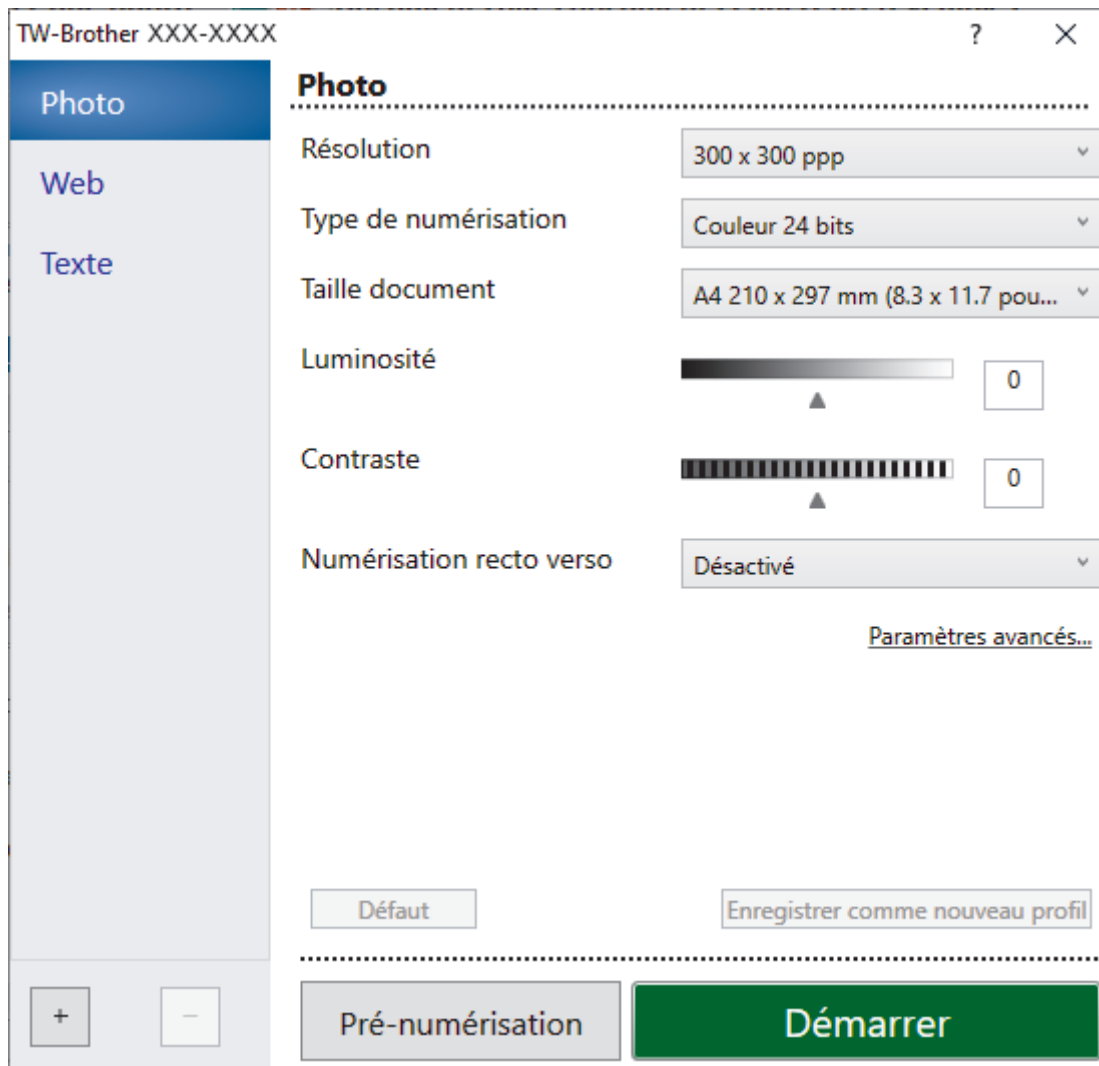 TW-Brother XXX-XXXX
?
Photo
Web
Texte
Photo
Résolution
300 x 300 ppp
Type de numérisation
Couleur 24 bits
Taille document
A4 210 x 297 mm (8.3 x 11.7 pou...
Luminosité
0
Contraste
0
Numérisation recto verso
Désactivé
Paramètres avancés...
Défaut
Enregistrer comme nouveau profil
+
−
Pré-numérisation
Démarrer